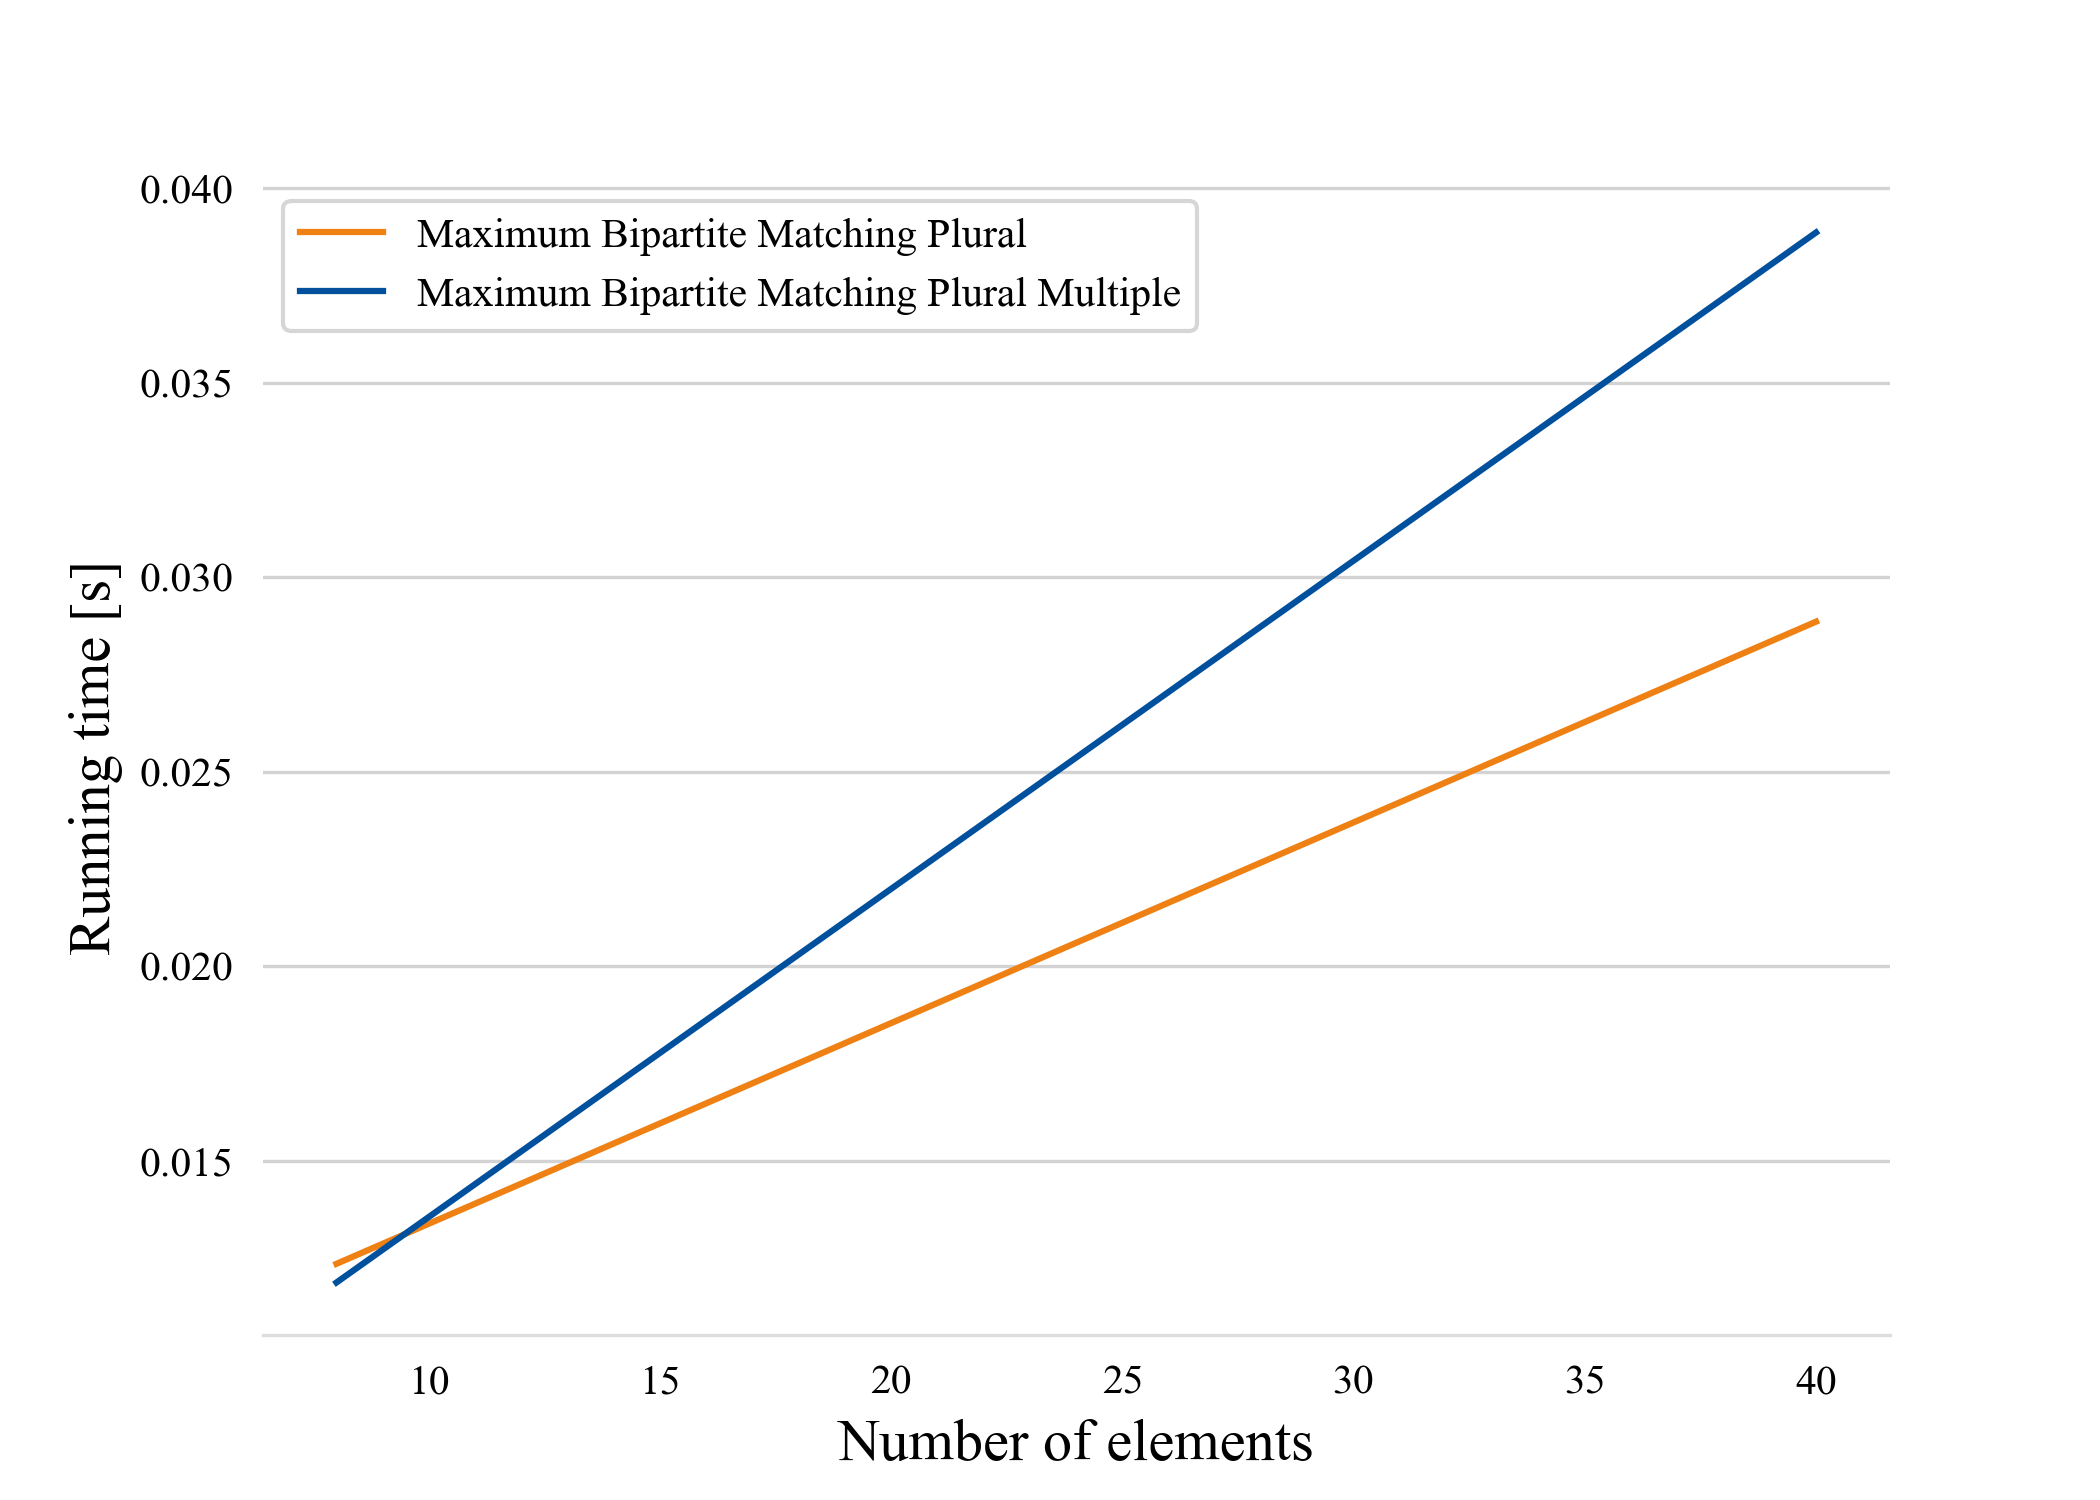 0.040
Maximum Bipartite Matching Plural
Maximum Bipartite Matching Plural Multiple
0.035
0.030
Running time [s]
0.025
0.020
0.015
10 15 20 25 30 35 40
Number of elements